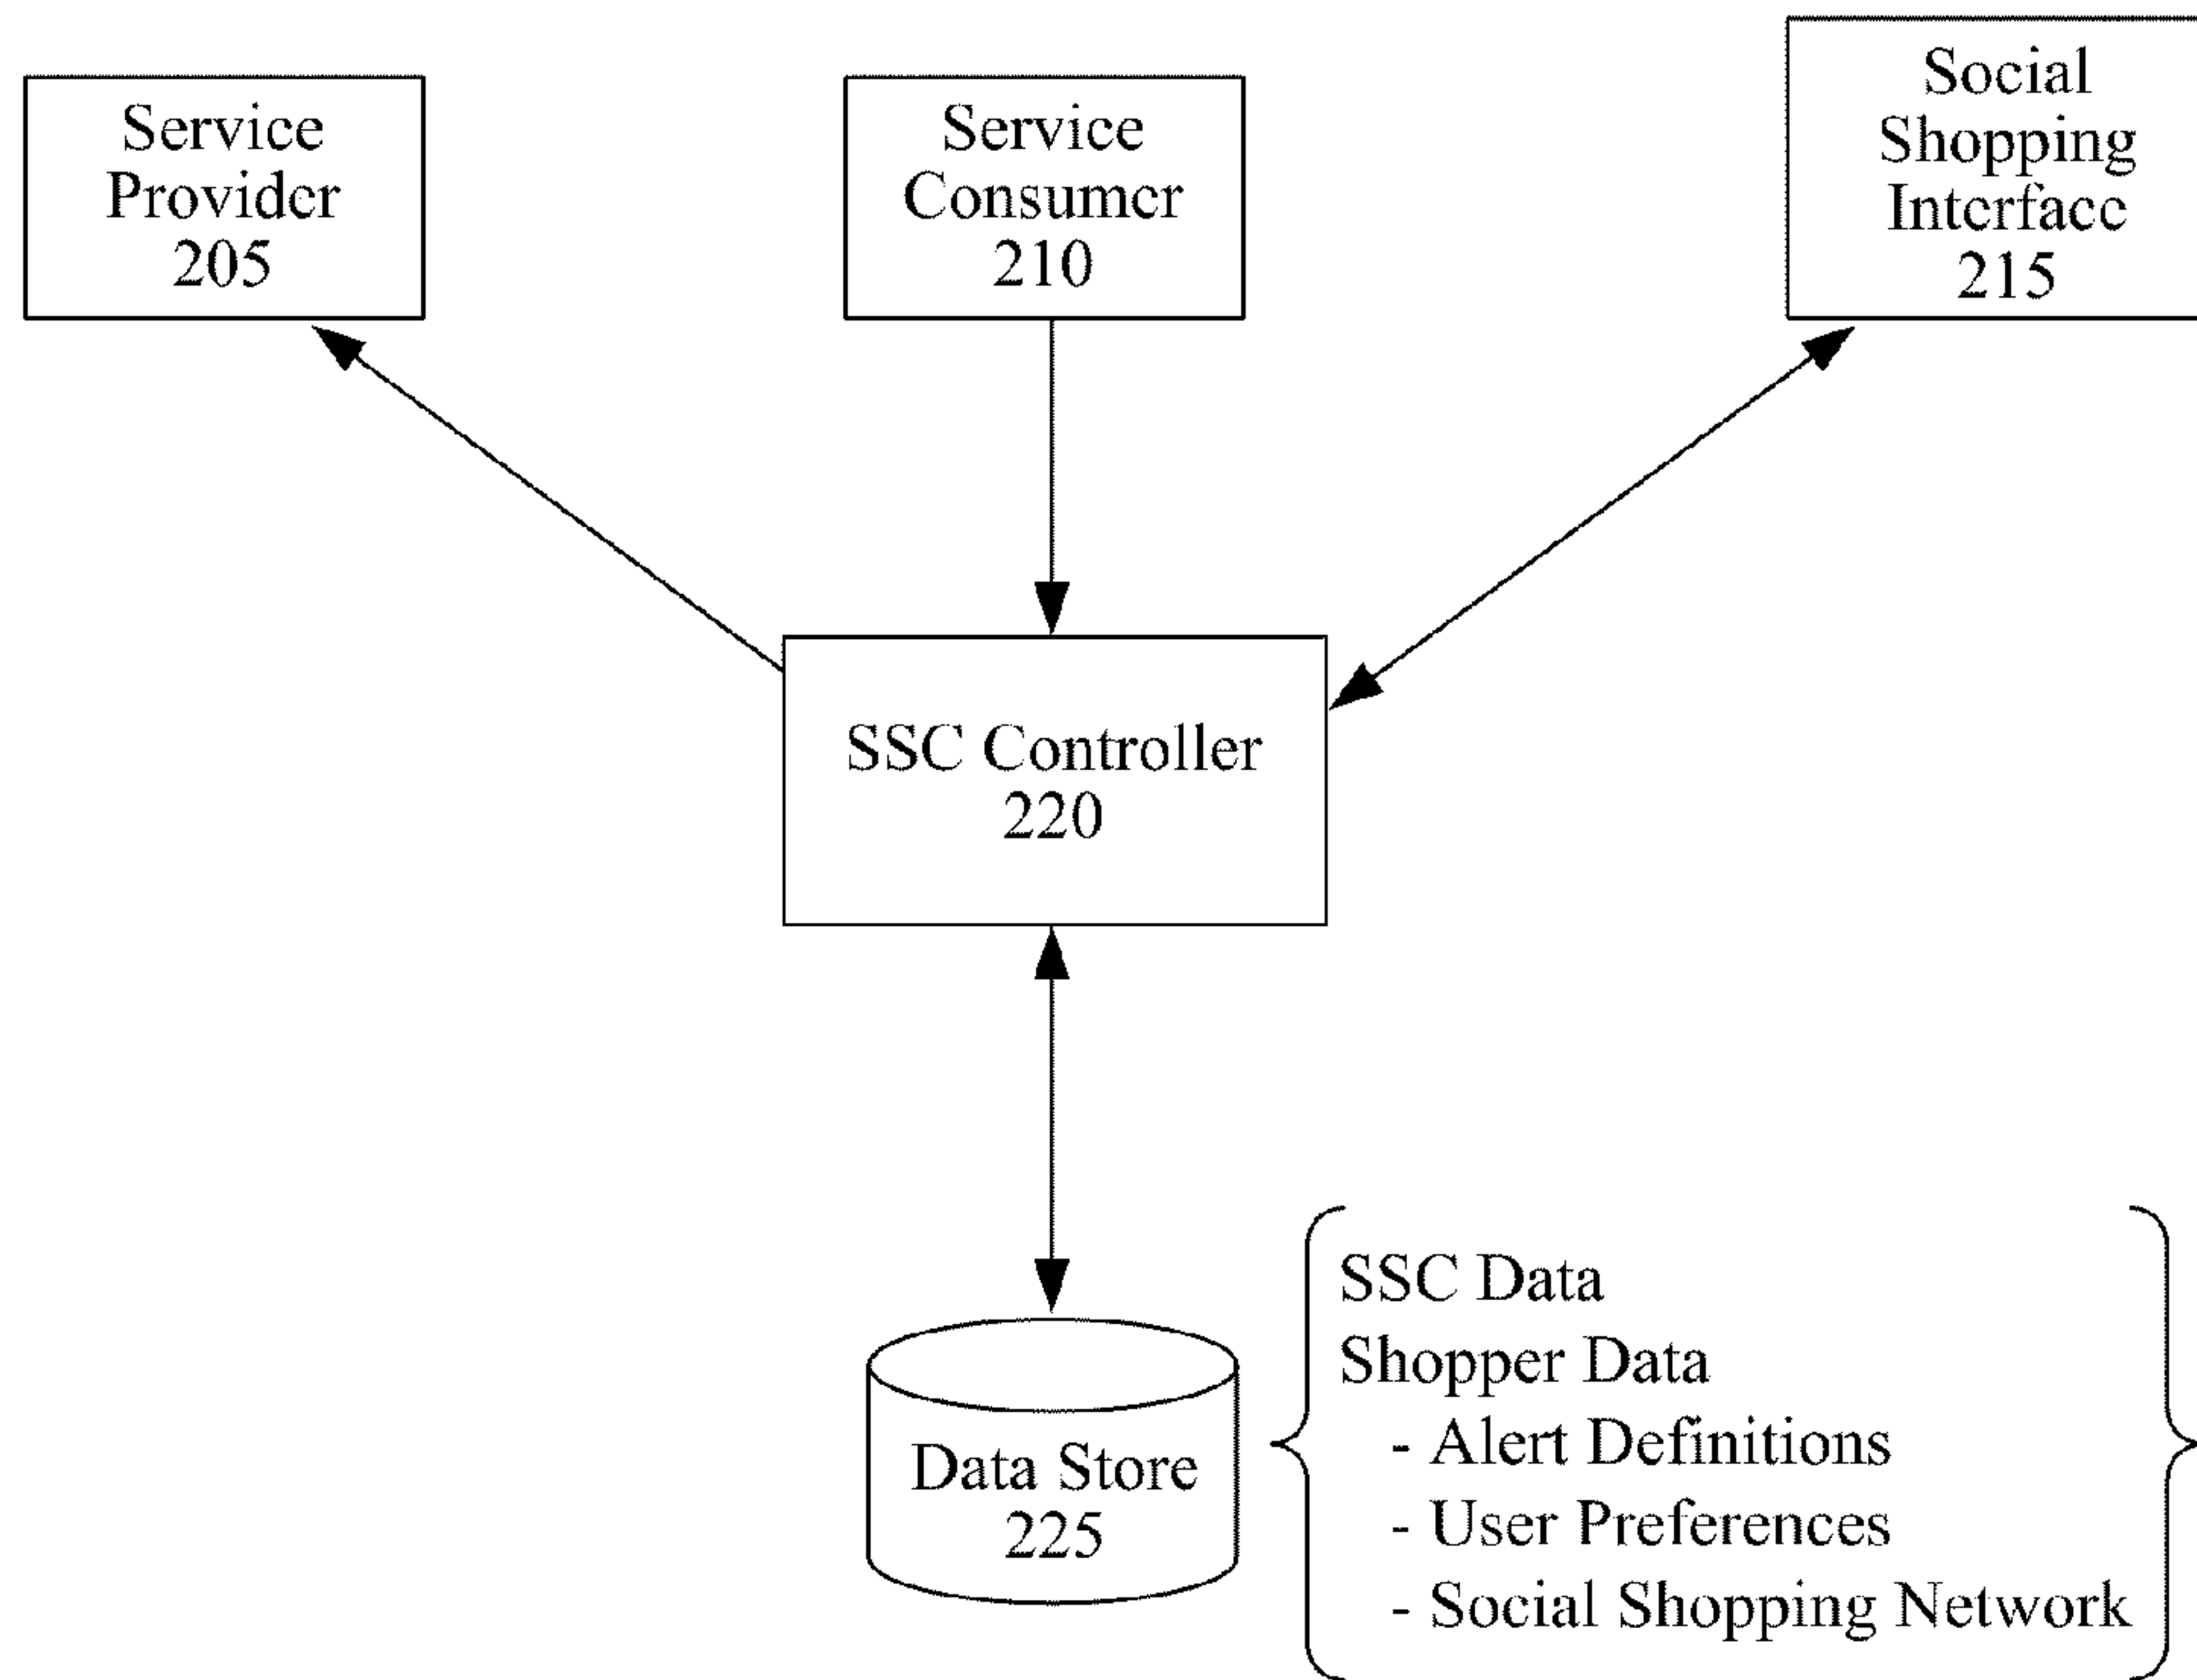 Service
Provider
205
Service
Consumer
210
Social
Shopping
Interface
215
SSC Controller
220
Data Store
225
SSC Data
Shopper Data
- Alert Definitions
- User Preferences
- Social Shopping Network